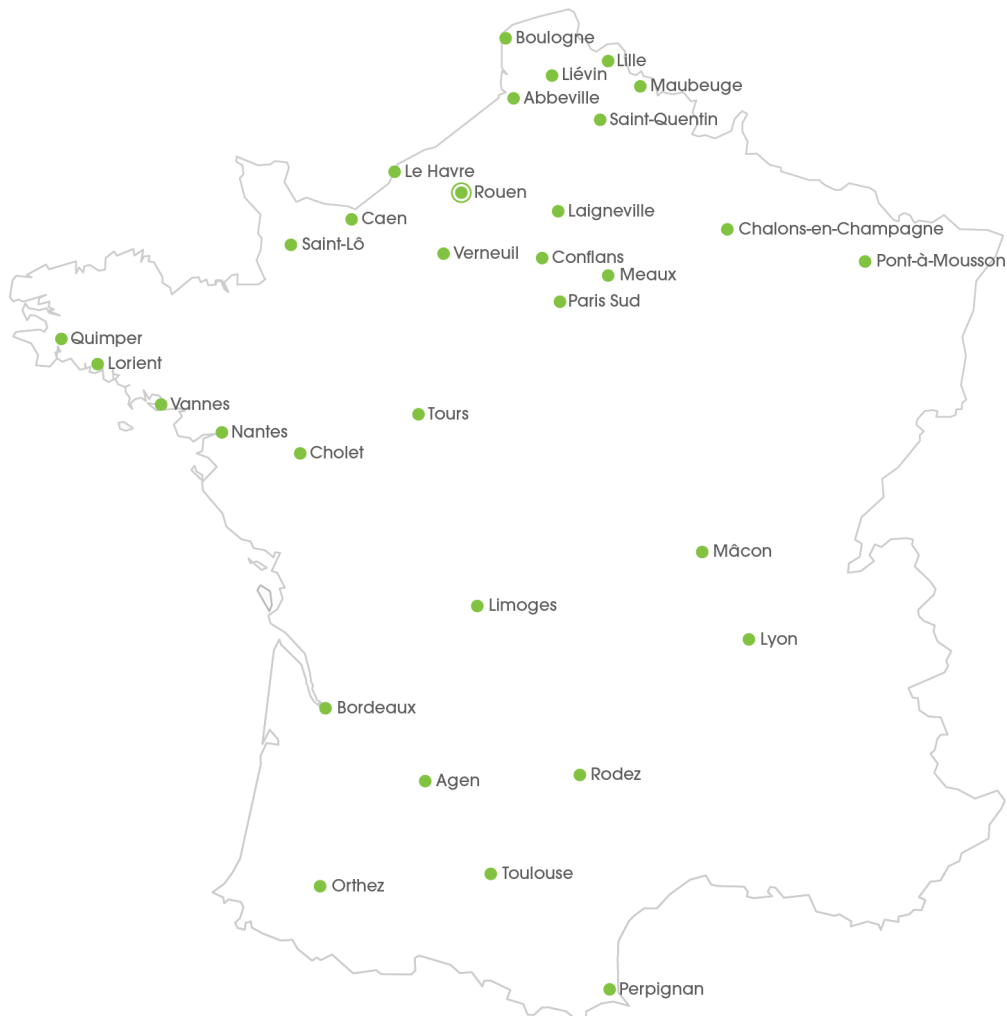 Boulogne
Lille
Liévin
Maubeuge
Abbeville
Saint-Quentin
Le Havre
Rouen
Laigneville
Caen
Chalons-en-Champagne
Saint-Lô
Verneuil
Conflans
Pont-à-Mousson
Meaux
Paris Sud
Quimper
Lorient
Vannes
Tours
Nantes
Cholet
Mâcon
Limoges
Lyon
Bordeaux
Rodez
Agen
Toulouse
Orthez
Perpignan